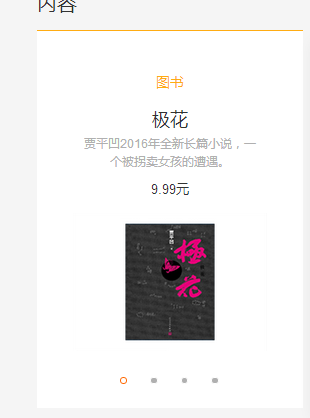 内容
图书
极花
贾平凹2016年全新长篇小说，一
个被拐卖女孩的遭遇。
9.99元
贾平凹
極花